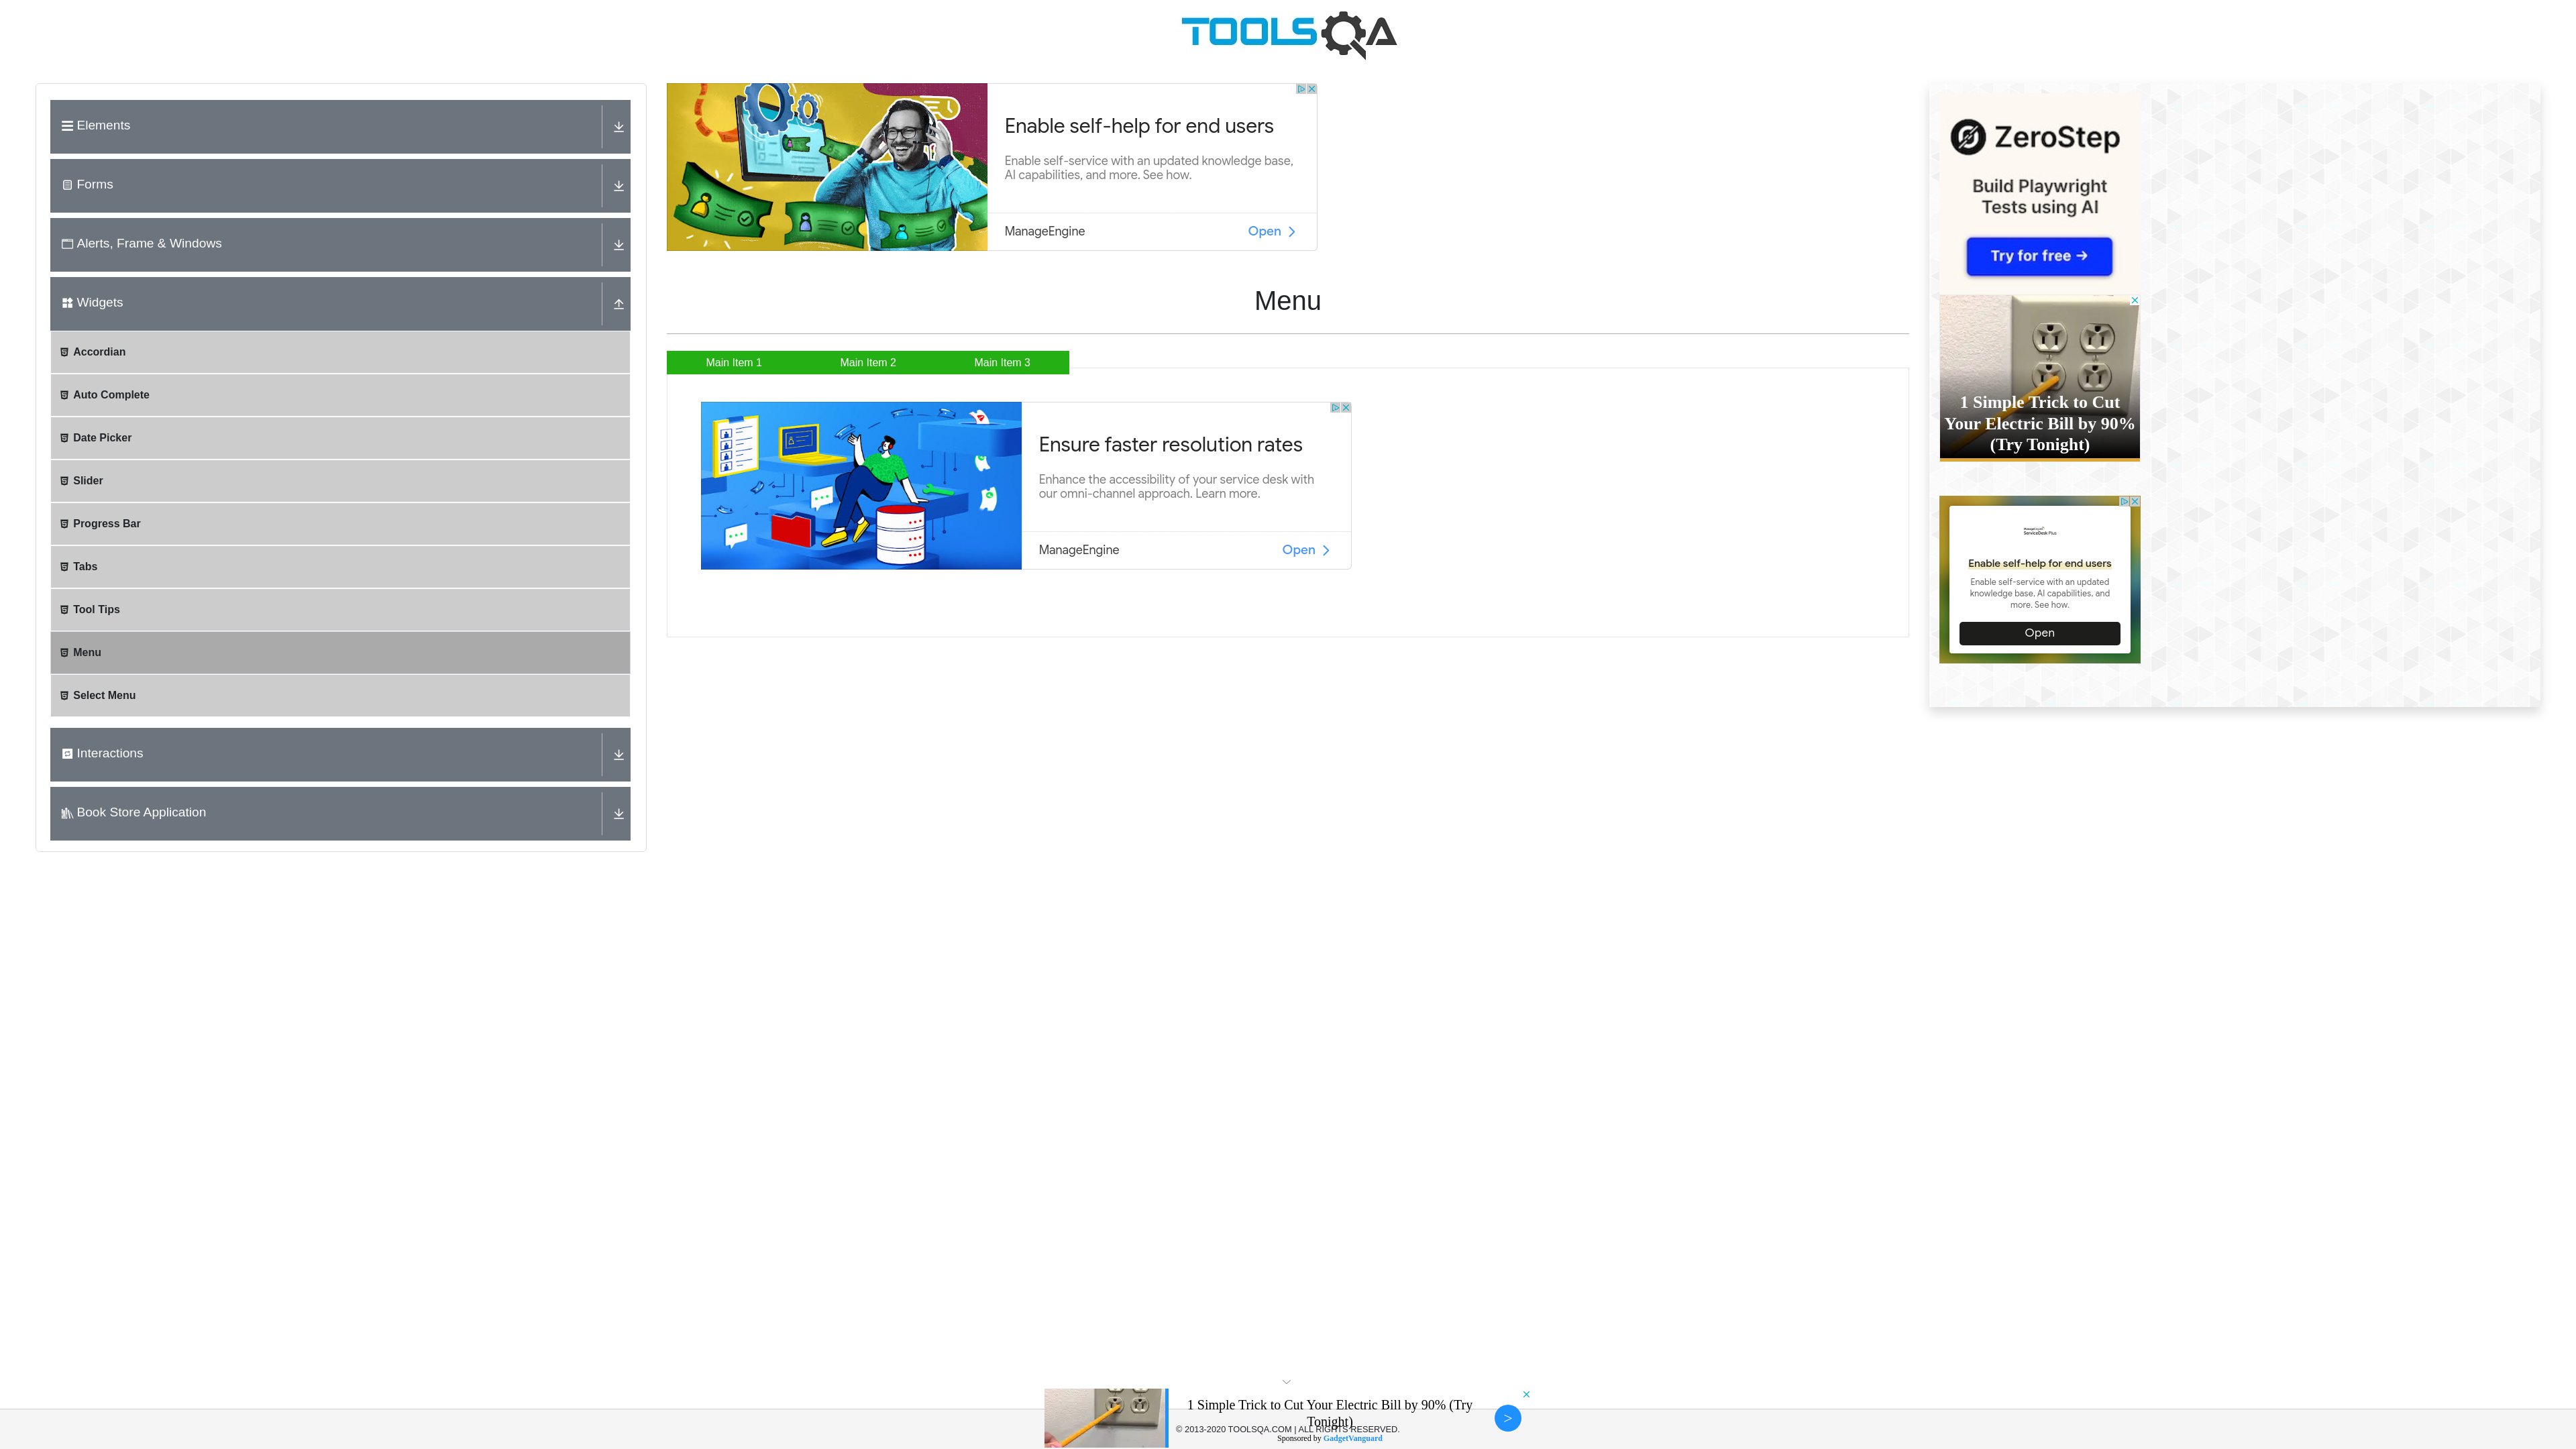 TOOLSQA
Elements
Forms
Alerts, Frame & Windows
Widgets
Accordian
Auto Complete
Date Picker
Slider
Progress Bar
Tabs
Tool Tips
Menu
Select Menu
Interactions
Book Store Application
Enable self-help for end users
Enable self-service with an updated knowledge base,
AI capabilities, and more. See how.
ManageEngine
Open
Menu
Main Item 1 Main Item 2 Main Item 3
Ensure faster resolution rates
Enhance the accessibility of your service desk with
our omni-channel approach. Learn more.
ManageEngine
Open
ZeroStep
Build Playwright
Tests using AI
Try for free →
1 Simple Trick to Cut
Your Electric Bill by 90%
(Try Tonight)
ServiceDesk Plus
Enable self-help for end users
Enable self-service with an updated
knowledge base, AI capabilities, and
more. See how.
Open
1 Simple Trick to Cut Your Electric Bill by 90% (Try
Tonight)
© 2013-2020 TOOLSQA.COM | ALL RIGHTS RESERVED.
Sponsored by GadgetVanguard